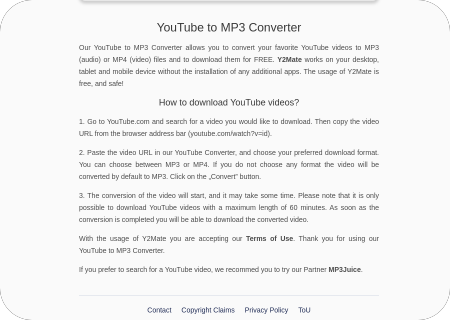 YouTube to MP3 Converter
Our YouTube to MP3 Converter allows you to convert your favorite YouTube videos to MP3
(audio) or MP4 (video) files and to download them for FREE. Y2Mate works on your desktop,
tablet and mobile device without the installation of any additional apps. The usage of Y2Mate is
free, and safe!
How to download YouTube videos?
1. Go to YouTube.com and search for a video you would like to download. Then copy the video
URL from the browser address bar (youtube.com/watch?v=id).
2. Paste the video URL in our YouTube Converter, and choose your preferred download format.
You can choose between MP3 or MP4. If you do not choose any format the video will be
converted by default to MP3. Click on the „Convert“ button.
3. The conversion of the video will start, and it may take some time. Please note that it is only
possible to download YouTube videos with a maximum length of 60 minutes. As soon as the
conversion is completed you will be able to download the converted video.
With the usage of Y2Mate you are accepting our Terms of Use. Thank you for using our
YouTube to MP3 Converter.
If you prefer to search for a YouTube video, we recommed you to try our Partner MP3Juice.
Contact Copyright Claims Privacy Policy ToU